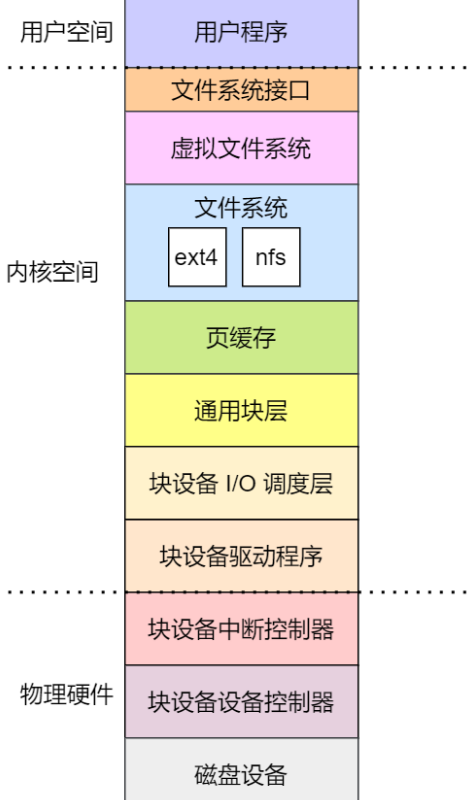 用户空间
用户程序
文件系统接口
虚拟文件系统
文件系统
ext4
nfs
内核空间
页缓存
通用块层
块设备 I/O 调度层
块设备驱动程序
块设备中断控制器
物理硬件
块设备设备控制器
磁盘设备